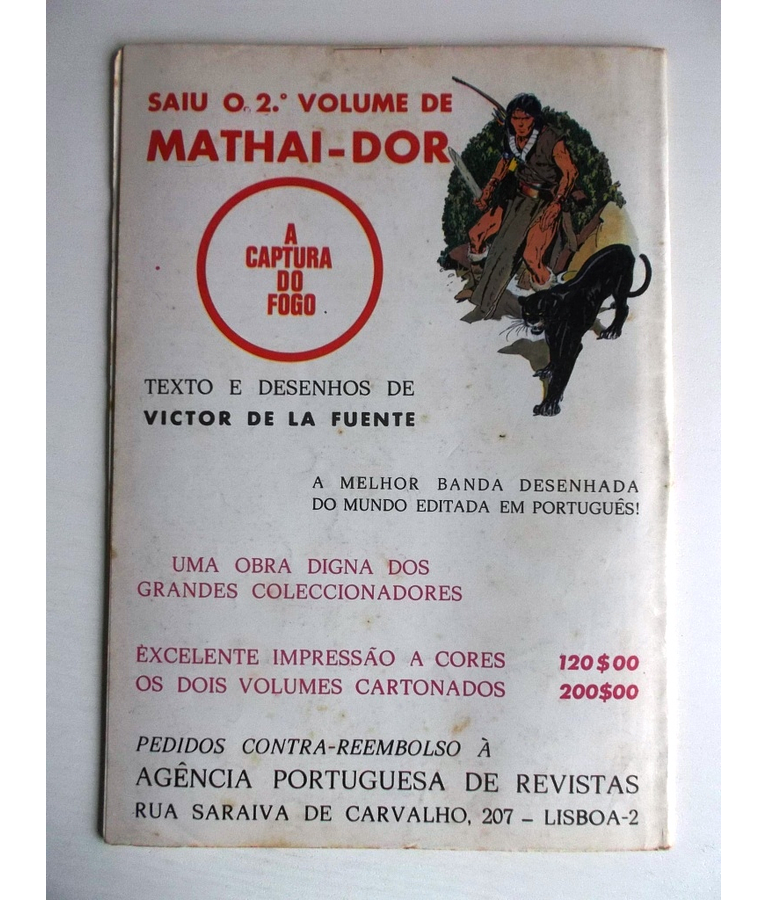 SAIU O 2.º VOLUME DE
MATHAI-DOR
A
CAPTURA
DO
FOGO
TEXTO E DESENHOS DE
VICTOR DE LA FUENTE
A MELHOR BANDA DESENHADA
DO MUNDO EDITADA EM PORTUGUÊS!
UMA OBRA DIGNA DOS
GRANDES COLECCIONADORES
EXCELENTE IMPRESSÃO A CORES 120$00
OS DOIS VOLUMES CARTONADOS 200$00
PEDIDOS CONTRA-REEMBOLSO À
AGÊNCIA PORTUGUESA DE REVISTAS
RUA SARAIVA DE CARVALHO, 207 – LISBOA-2